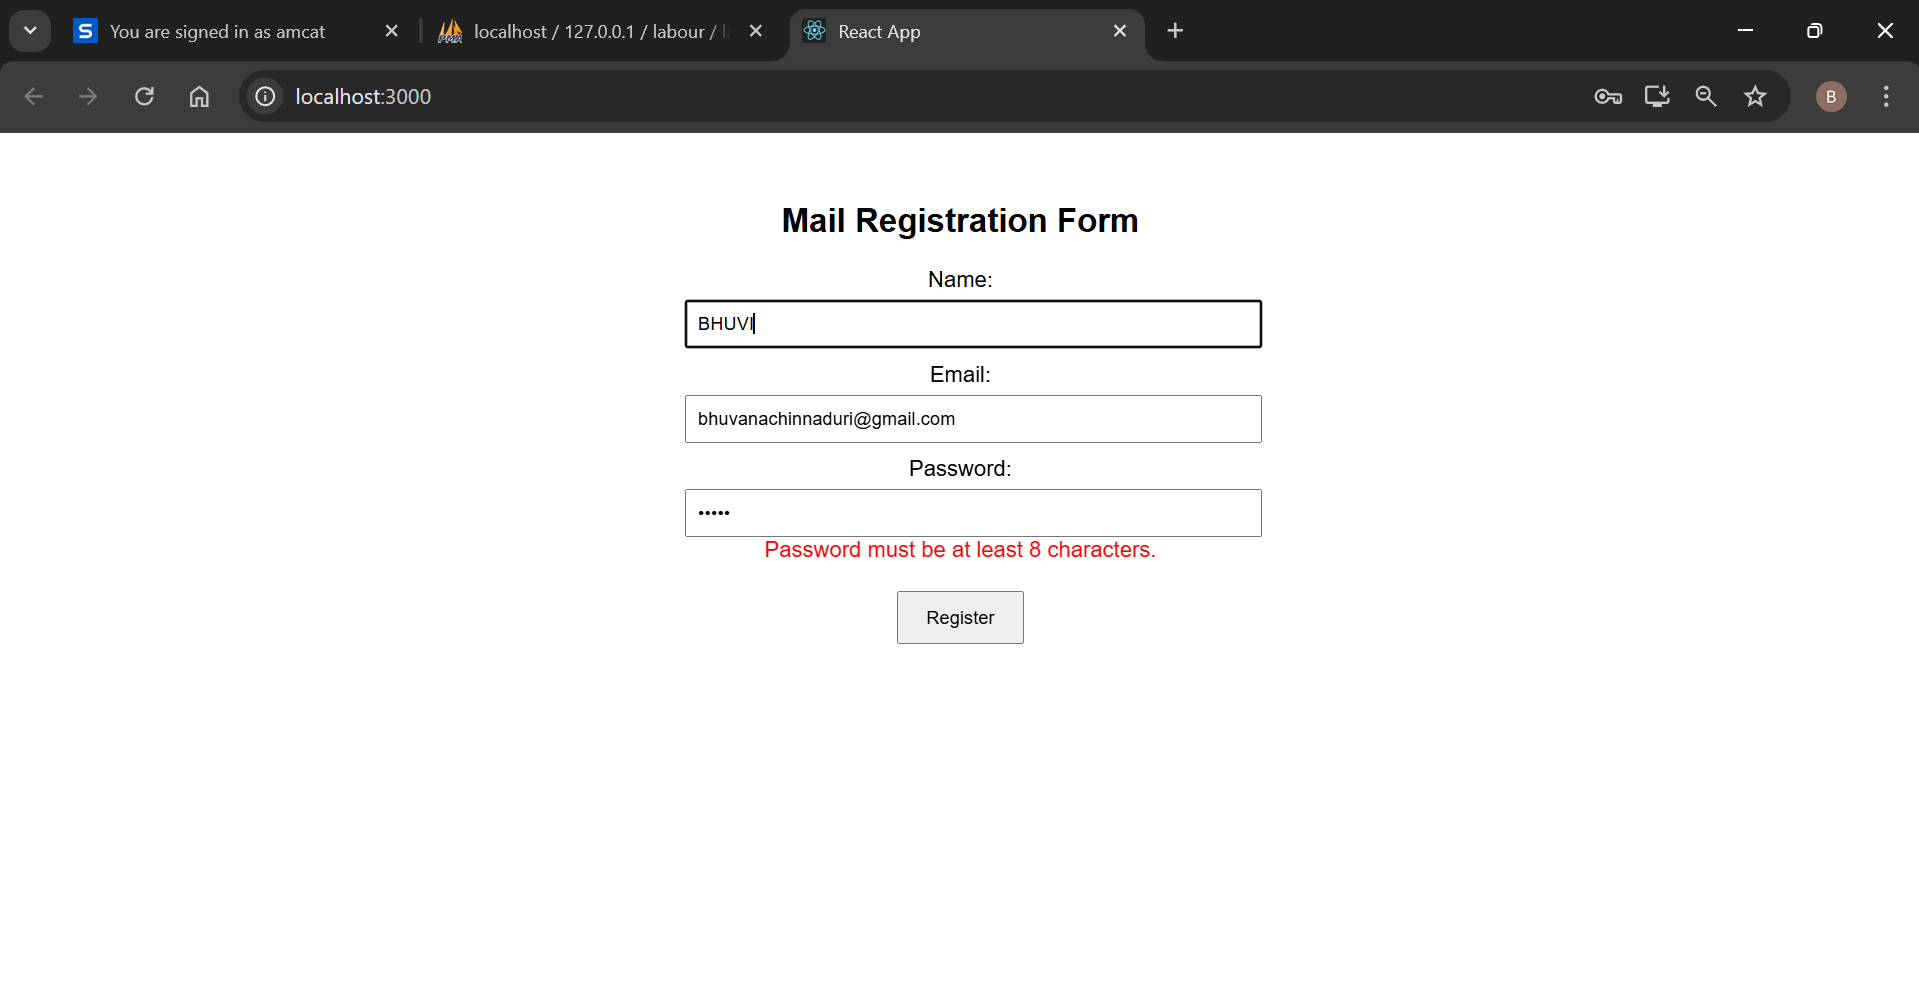 You are signed in as amcat
localhost / 127.0.0.1 / labour /
React App
localhost:3000
B
Mail Registration Form
Name:
BHUVI
Email:
bhuvanachinnaduri@gmail.com
Password:
•••••
Password must be at least 8 characters.
Register